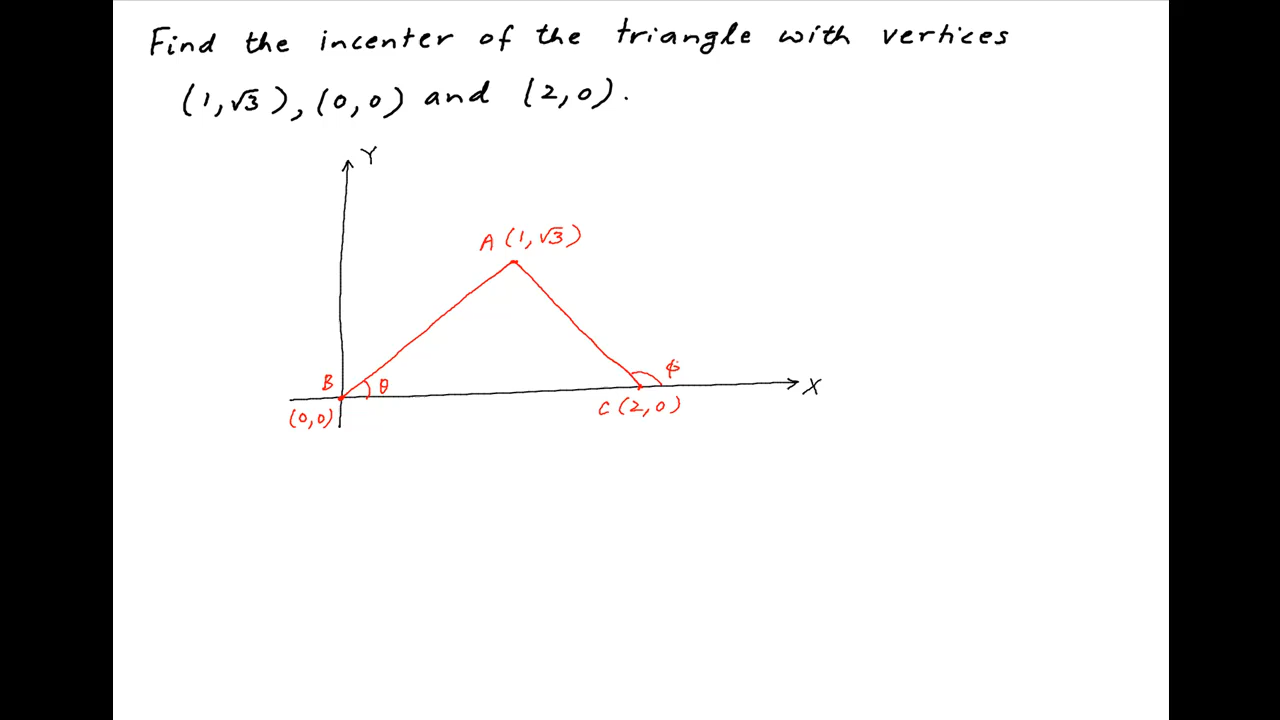 Find the incenter of the triangle with vertices
(1, √3), (0, 0) and (2, 0).
Y
A (1, √3)
B θ
ϕ
X
(0, 0)
C (2, 0)